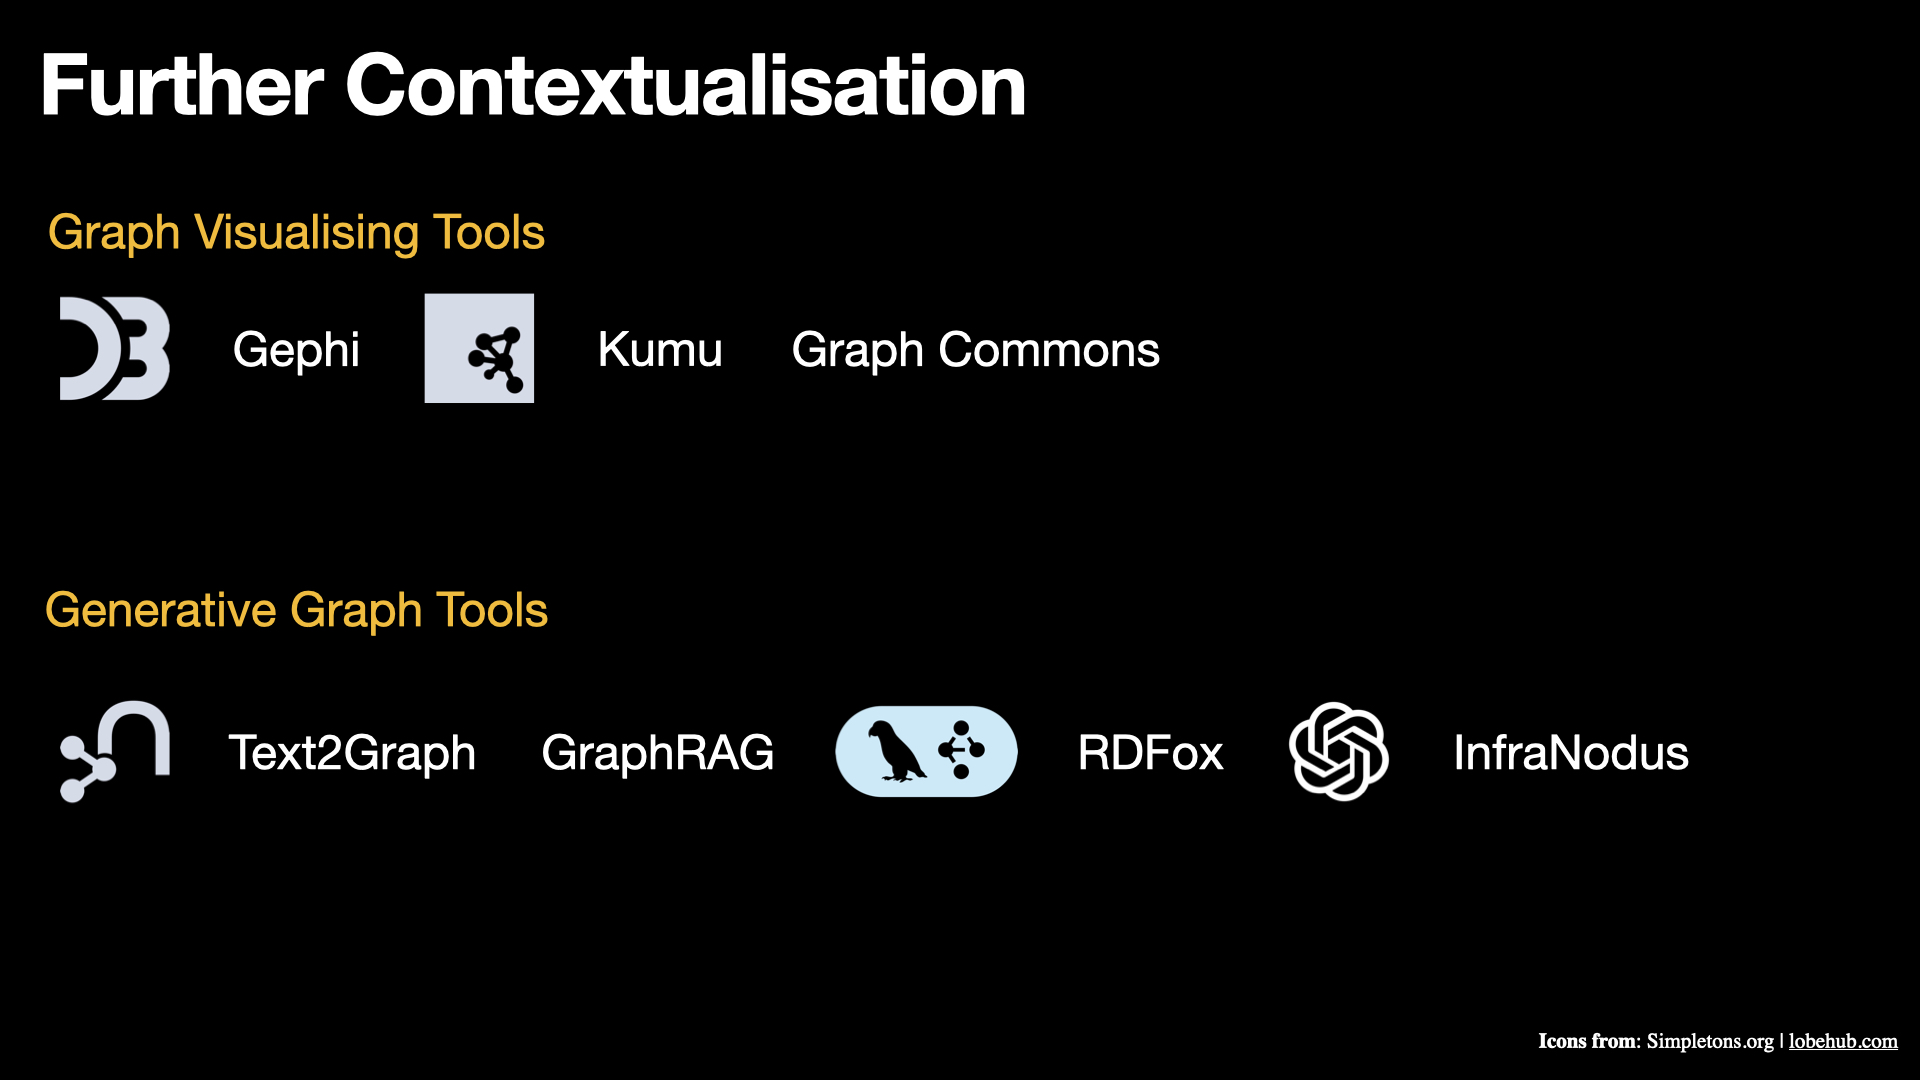 Further Contextualisation
Graph Visualising Tools
D3 Gephi Kumu Graph Commons
Generative Graph Tools
Text2Graph GraphRAG RDFox InfraNodus
Icons from: Simpletons.org | lobehub.com